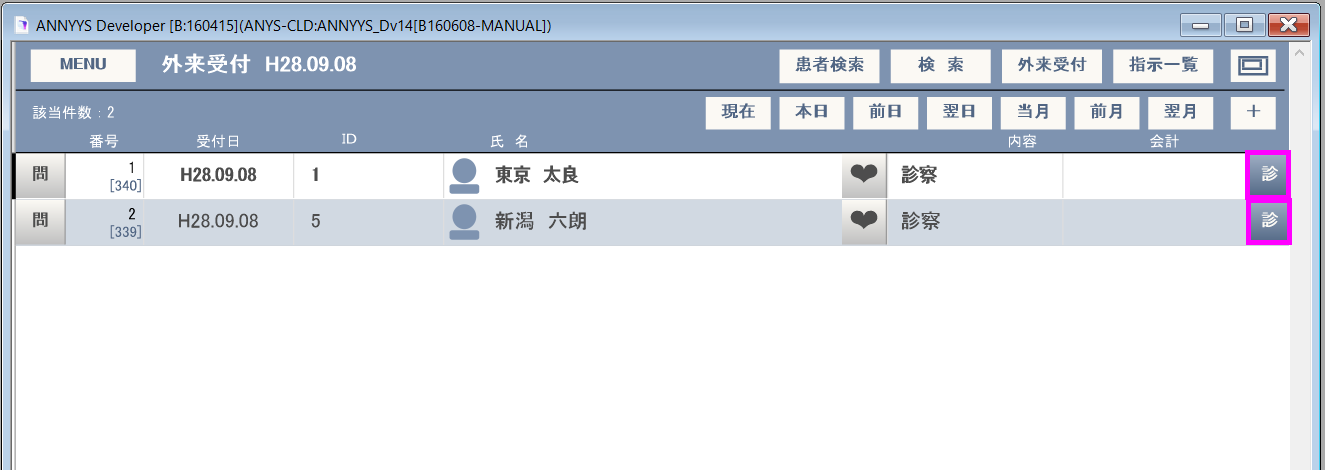 ANNYYS Developer [B:160415](ANYS-CLD:ANNYYS_Dv14[B160608-MANUAL])
MENU 外来受付 H28.09.08 患者検索 検 索 外来受付 指示一覧
該当件数:2 現在 本日 前日 翌日 当月 前月 翌月 +
番号 受付日 ID 氏 名 内容 会計
問 1 [340] H28.09.08 1 東京 太良 診察 診
問 2 [339] H28.09.08 5 新潟 六朗 診察 診